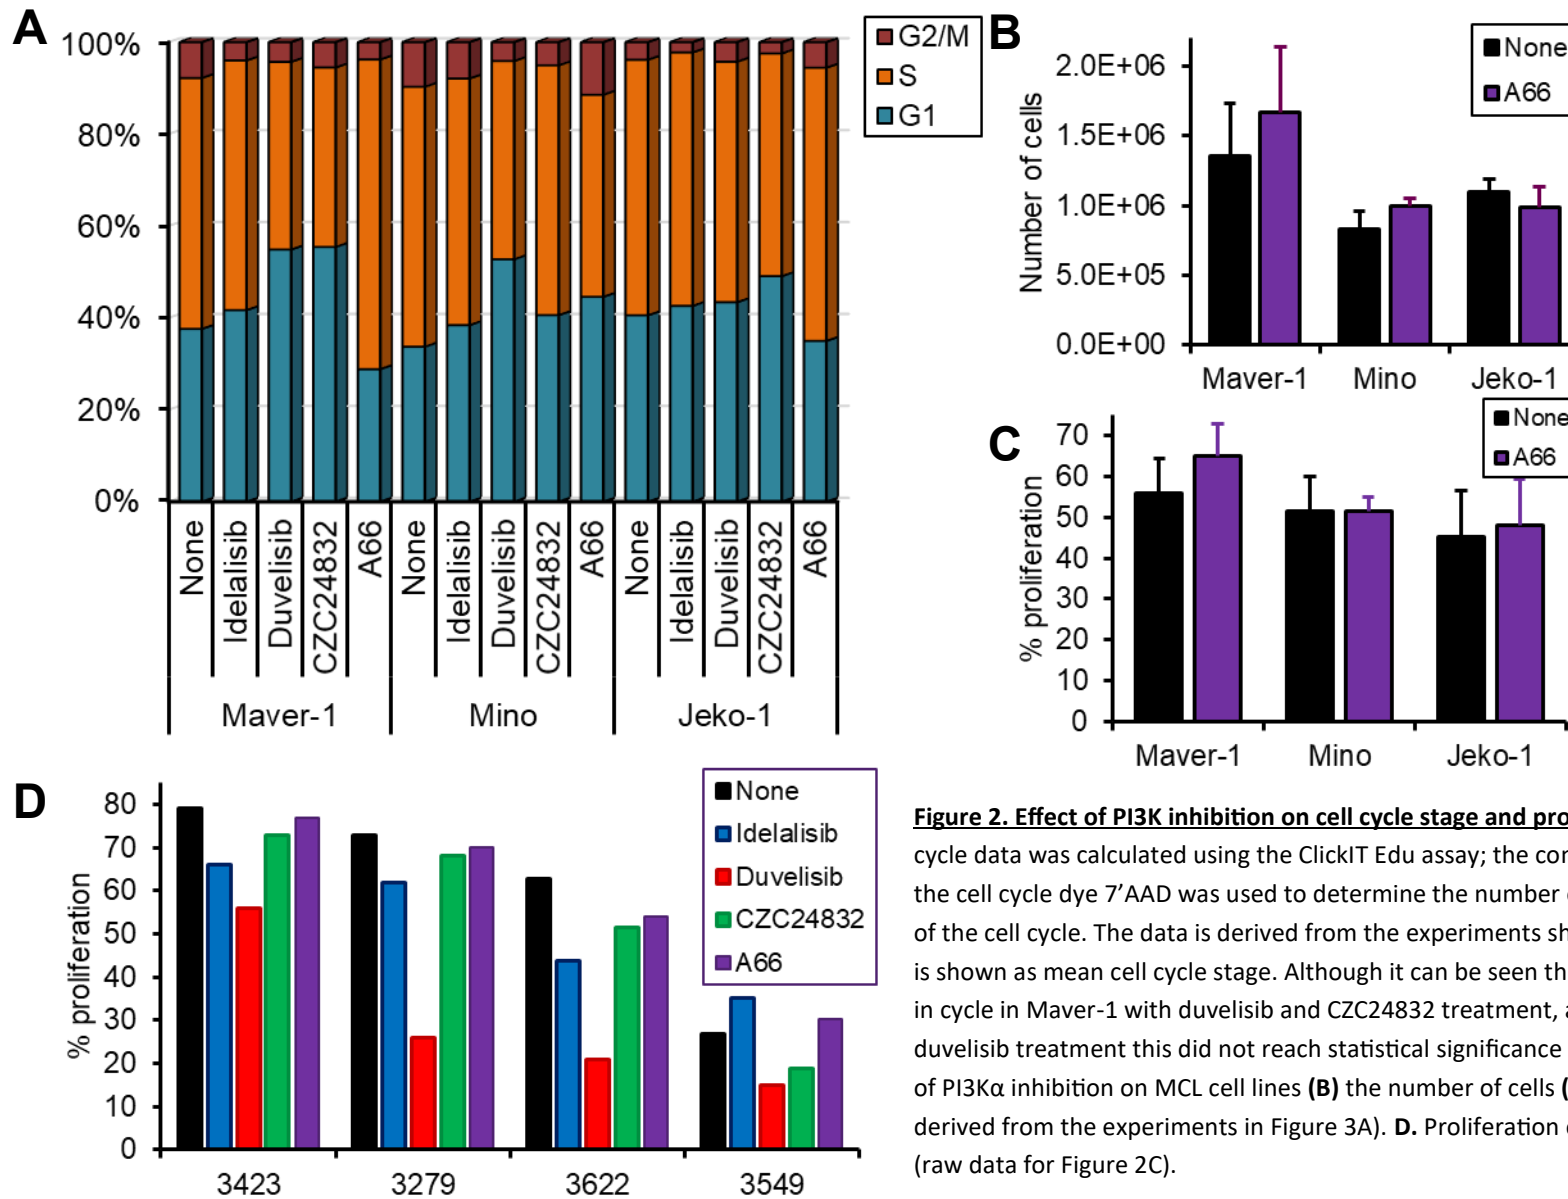 A
100%
80%
60%
40%
20%
0%
G2/M
S
G1
None
Idelalisib
Duvelisib
CZC24832
A66
None
Idelalisib
Duvelisib
CZC24832
A66
None
Idelalisib
Duvelisib
CZC24832
A66
Maver-1
Mino
Jeko-1
B
Number of cells
2.0E+06
1.5E+06
1.0E+06
5.0E+05
0.0E+00
None
A66
Maver-1
Mino
Jeko-1
C
% proliferation
70
60
50
40
30
20
10
0
None
A66
Maver-1
Mino
Jeko-1
D
% proliferation
80
70
60
50
40
30
20
10
0
None
Idelalisib
Duvelisib
CZC24832
A66
3423
3279
3622
3549
Figure 2. Effect of PI3K inhibition on cell cycle stage and
cycle data was calculated using the ClickIT Edu assay; the
the cell cycle dye 7'AAD was used to determine the number
of the cell cycle. The data is derived from the experiments
is shown as mean cell cycle stage. Although it can be seen
in cycle in Maver-1 with duvelisib and CZC24832 treatment,
duvelisib treatment this did not reach statistical significance
of PI3Kα inhibition on MCL cell lines (B) the number of cells
derived from the experiments in Figure 3A). D. Proliferation
(raw data for Figure 2C).